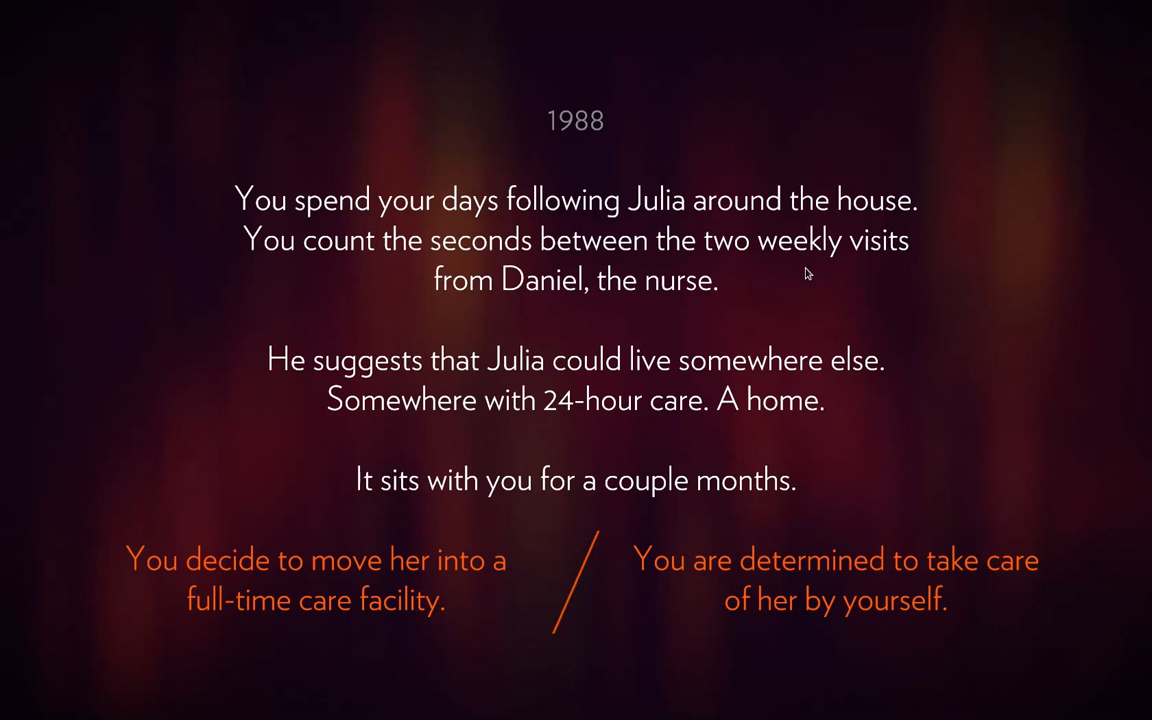 1988
You spend your days following Julia around the house.
You count the seconds between the two weekly visits
from Daniel, the nurse.
He suggests that Julia could live somewhere else.
Somewhere with 24-hour care. A home.
It sits with you for a couple months.
You decide to move her into a
full-time care facility.
You are determined to take care
of her by yourself.